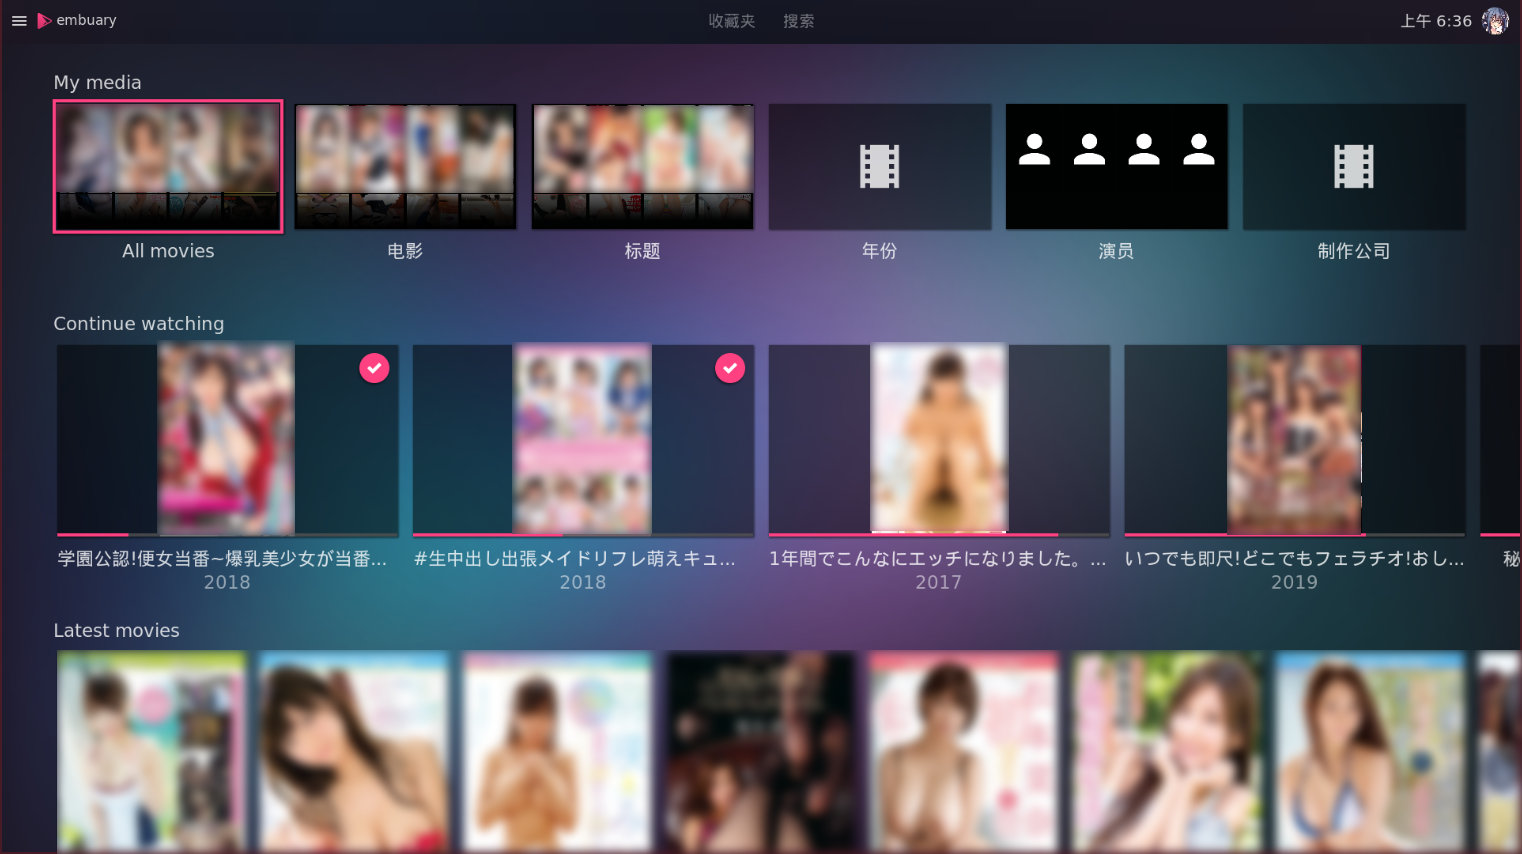 embuary
收藏夹 搜索
上午 6:36
My media
All movies
电影
标题
年份
演员
制作公司
Continue watching
学園公認!便女当番~爆乳美少女が当番...
2018
#生中出し出張メイドリフレ萌えキュ...
2018
1年間でこんなにエッチになりました。...
2017
いつでも即尺!どこでもフェラチオ!おし...
2019
秘
Latest movies